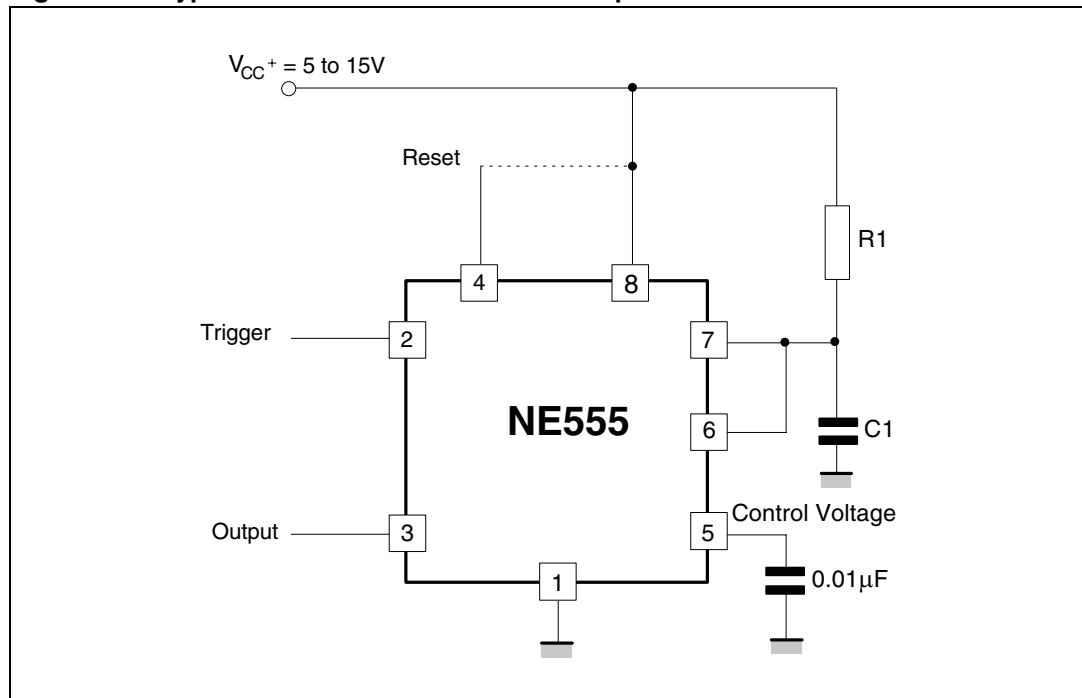 V_CC⁺ = 5 to 15V
Reset
R1
4
8
Trigger
2
7
NE555
6
C1
Output
3
5
Control Voltage
1
0.01μF